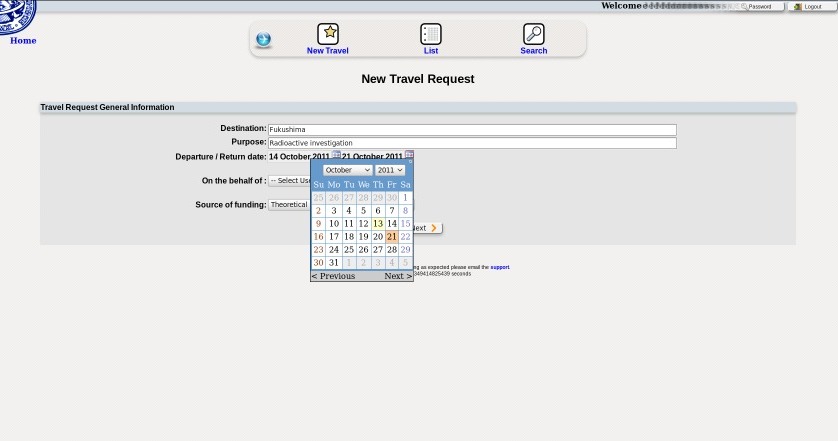 Welcome
Password
Logout
Home
New Travel
List
Search
New Travel Request
Travel Request General Information
Destination: Fukushima
Purpose: Radioactive investigation
Departure / Return date: 14 October 2011 21 October 2011
October 2011
Su Mo Tu We Th Fr Sa
25 26 27 28 29 30 1
On the behalf of : -- Select Use
2 3 4 5 6 7 8
Source of funding: Theoretical
9 10 11 12 13 14 15
16 17 18 19 20 21 22
23 24 25 26 27 28 29
30 31 1 2 3 4 5
< Previous Next >
ing as expected please email the support
349414825439 seconds